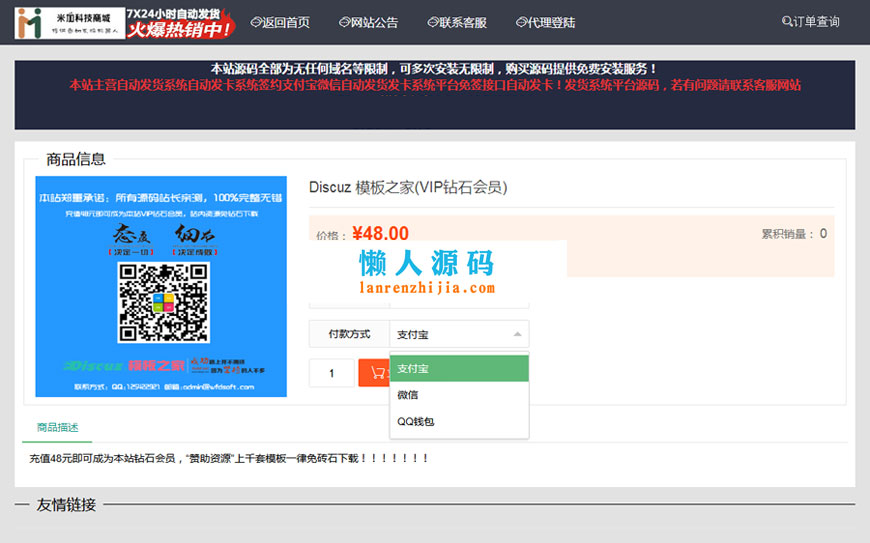 米加科技商城
7X24小时自动发货
火爆热销中!
返回首页
网站公告
联系客服
代理登陆
订单查询
本站源码全部为无任何域名等限制，可多次安装无限制，购买源码提供免费安装服务！
本站主营自动发货系统自动发卡系统签约支付宝微信自动发货发卡系统平台免签接口自动发卡！发货系统平台源码，若有问题请联系客服网站
商品信息
本站郑重承诺：所有源码站长亲测，100%完整无错
充值48元即可成为本站VIP钻石会员，站内资源免钻石下载
态度 细节
【决定一切】 【决定成败】
Discuz 模板之家
Discuz 模板之家(VIP钻石会员)
价格： ¥48.00
累积销量： 0
懒人源码
lanrenzhijia.com
付款方式
支付宝
1
支付宝
微信
QQ钱包
商品描述
充值48元即可成为本站钻石会员，“赞助资源”上千套模板一律免砖石下载！！！！！！！
友情链接